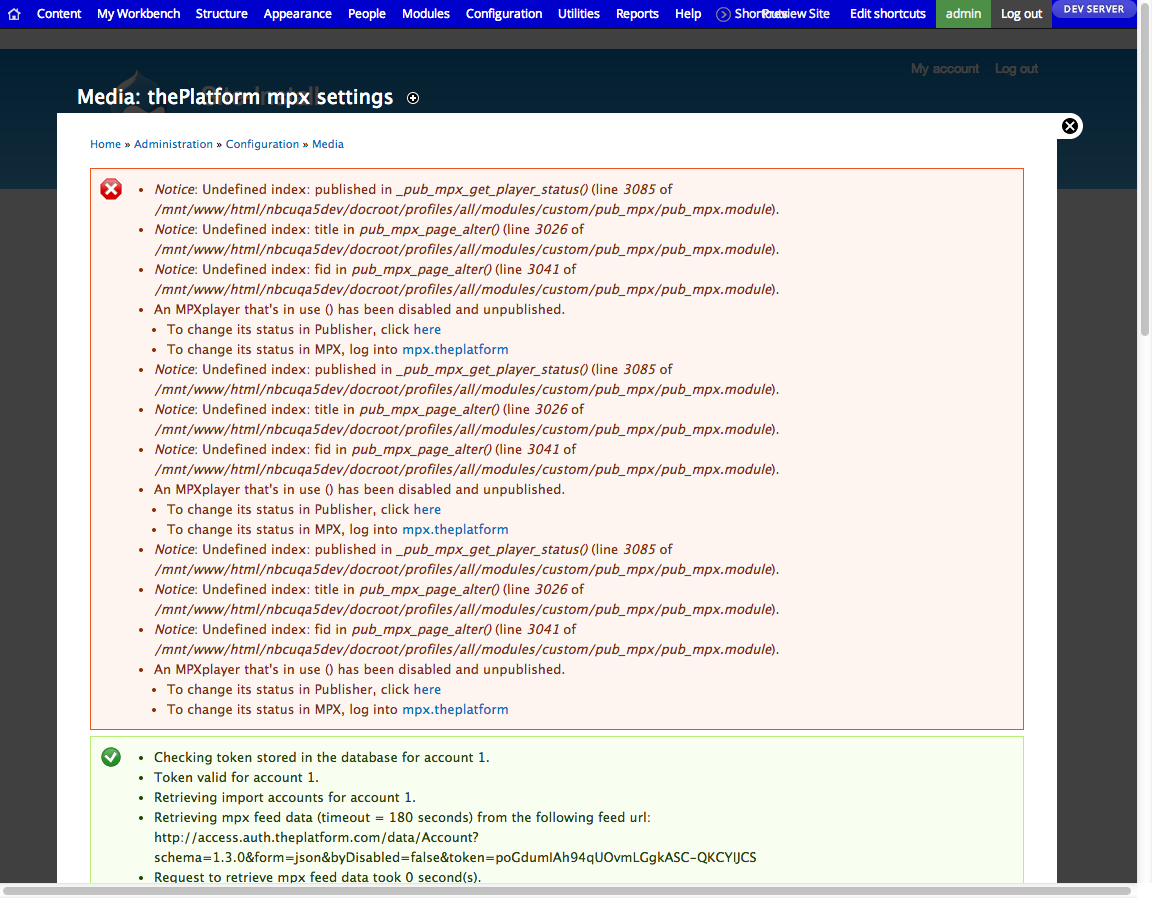 Content My Workbench Structure Appearance People Modules Configuration Utilities Reports Help Shortcuts Preview Site Edit shortcuts admin Log out DEV SERVER
My account Log out
Site-Install
Media: thePlatform mpx settings
Home » Administration » Configuration » Media
• Notice: Undefined index: published in _pub_mpx_get_player_status() (line 3085 of
/mnt/www/html/nbcuqa5dev/docroot/profiles/all/modules/custom/pub_mpx/pub_mpx.module).
• Notice: Undefined index: title in pub_mpx_page_alter() (line 3026 of
/mnt/www/html/nbcuqa5dev/docroot/profiles/all/modules/custom/pub_mpx/pub_mpx.module).
• Notice: Undefined index: fid in pub_mpx_page_alter() (line 3041 of
/mnt/www/html/nbcuqa5dev/docroot/profiles/all/modules/custom/pub_mpx/pub_mpx.module).
• An MPXplayer that's in use () has been disabled and unpublished.
• To change its status in Publisher, click here
• To change its status in MPX, log into mpx.theplatform
• Notice: Undefined index: published in _pub_mpx_get_player_status() (line 3085 of
/mnt/www/html/nbcuqa5dev/docroot/profiles/all/modules/custom/pub_mpx/pub_mpx.module).
• Notice: Undefined index: title in pub_mpx_page_alter() (line 3026 of
/mnt/www/html/nbcuqa5dev/docroot/profiles/all/modules/custom/pub_mpx/pub_mpx.module).
• Notice: Undefined index: fid in pub_mpx_page_alter() (line 3041 of
/mnt/www/html/nbcuqa5dev/docroot/profiles/all/modules/custom/pub_mpx/pub_mpx.module).
• An MPXplayer that's in use () has been disabled and unpublished.
• To change its status in Publisher, click here
• To change its status in MPX, log into mpx.theplatform
• Notice: Undefined index: published in _pub_mpx_get_player_status() (line 3085 of
/mnt/www/html/nbcuqa5dev/docroot/profiles/all/modules/custom/pub_mpx/pub_mpx.module).
• Notice: Undefined index: title in pub_mpx_page_alter() (line 3026 of
/mnt/www/html/nbcuqa5dev/docroot/profiles/all/modules/custom/pub_mpx/pub_mpx.module).
• Notice: Undefined index: fid in pub_mpx_page_alter() (line 3041 of
/mnt/www/html/nbcuqa5dev/docroot/profiles/all/modules/custom/pub_mpx/pub_mpx.module).
• An MPXplayer that's in use () has been disabled and unpublished.
• To change its status in Publisher, click here
• To change its status in MPX, log into mpx.theplatform
• Checking token stored in the database for account 1.
• Token valid for account 1.
• Retrieving import accounts for account 1.
• Retrieving mpx feed data (timeout = 180 seconds) from the following feed url:
http://access.auth.theplatform.com/data/Account?
schema=1.3.0&form=json&byDisabled=false&token=poGdumIAh94qUOvmLGgkASC-QKCYIJCS
• Request to retrieve mpx feed data took 0 second(s).